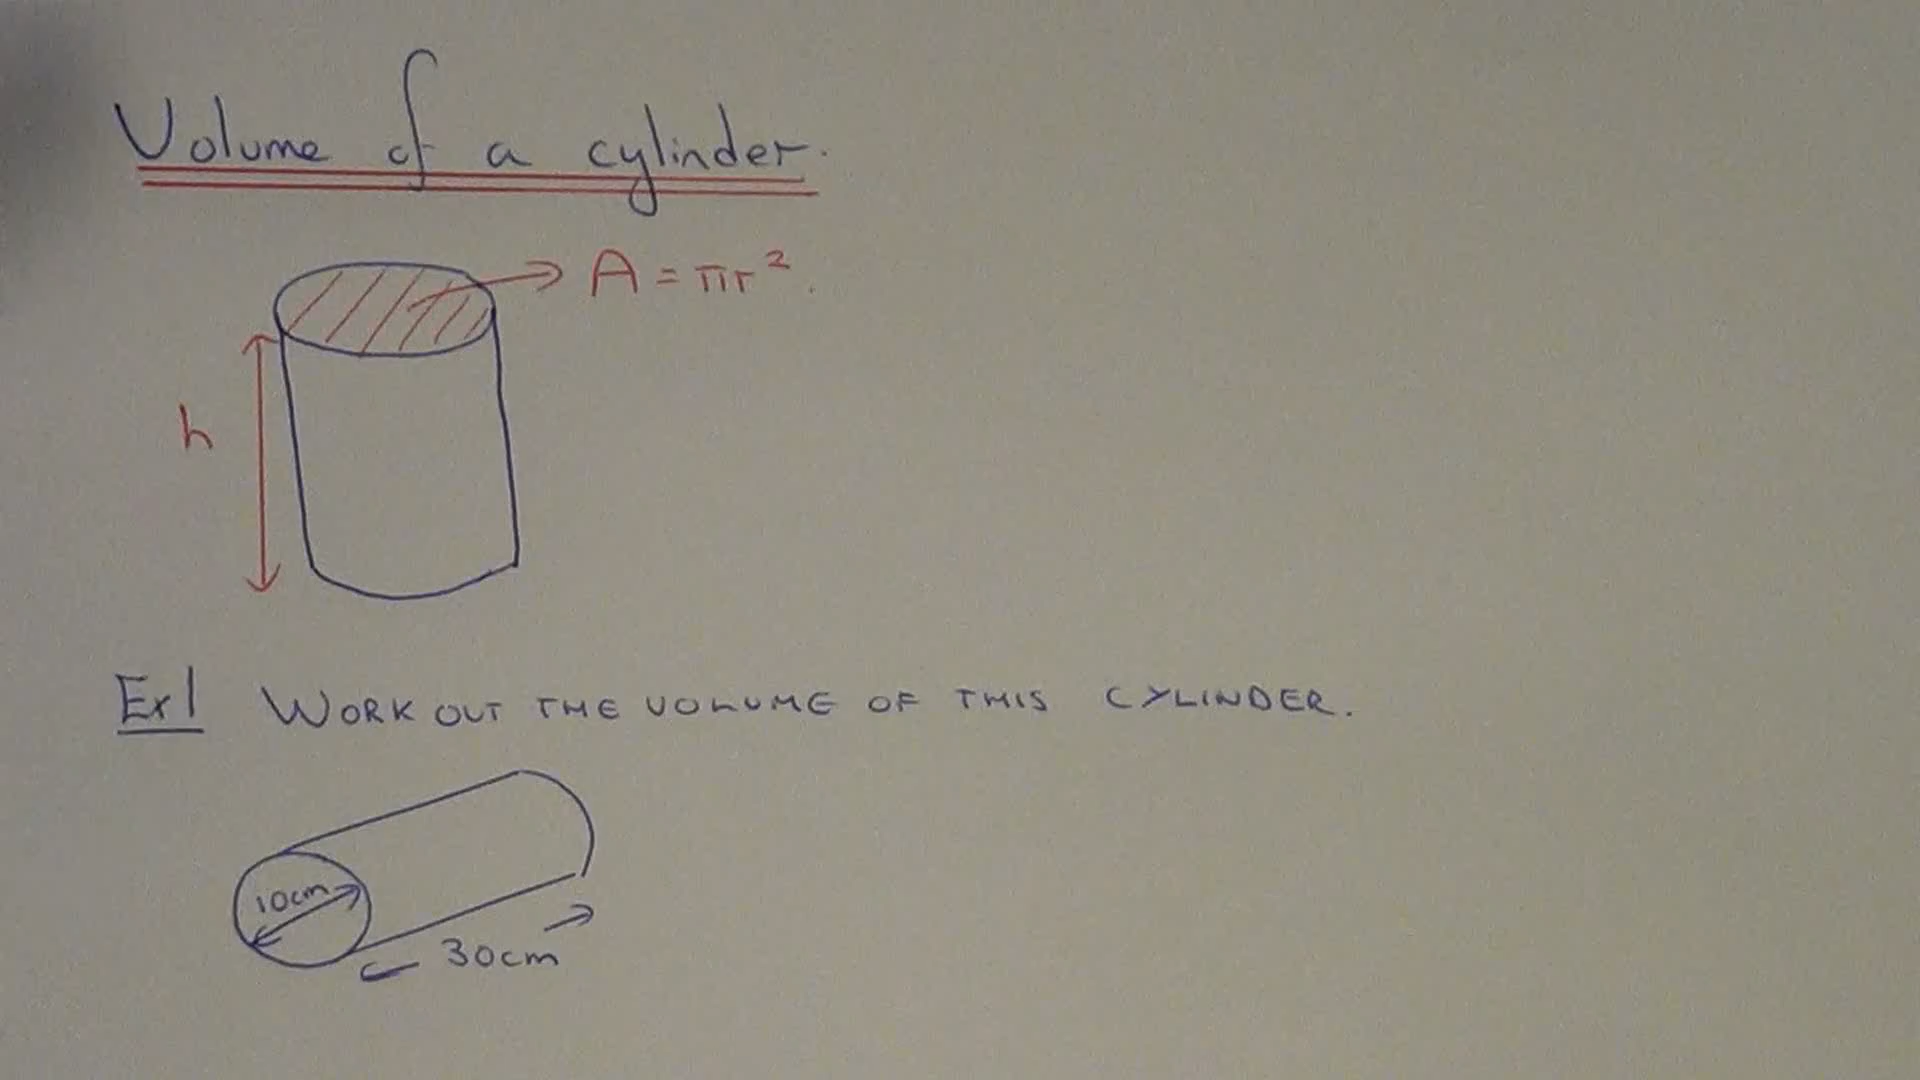 Volume of a cylinder.
A = πr².
h
Ex1 WORK OUT THE VOLUME OF THIS CYLINDER.
10cm
30cm